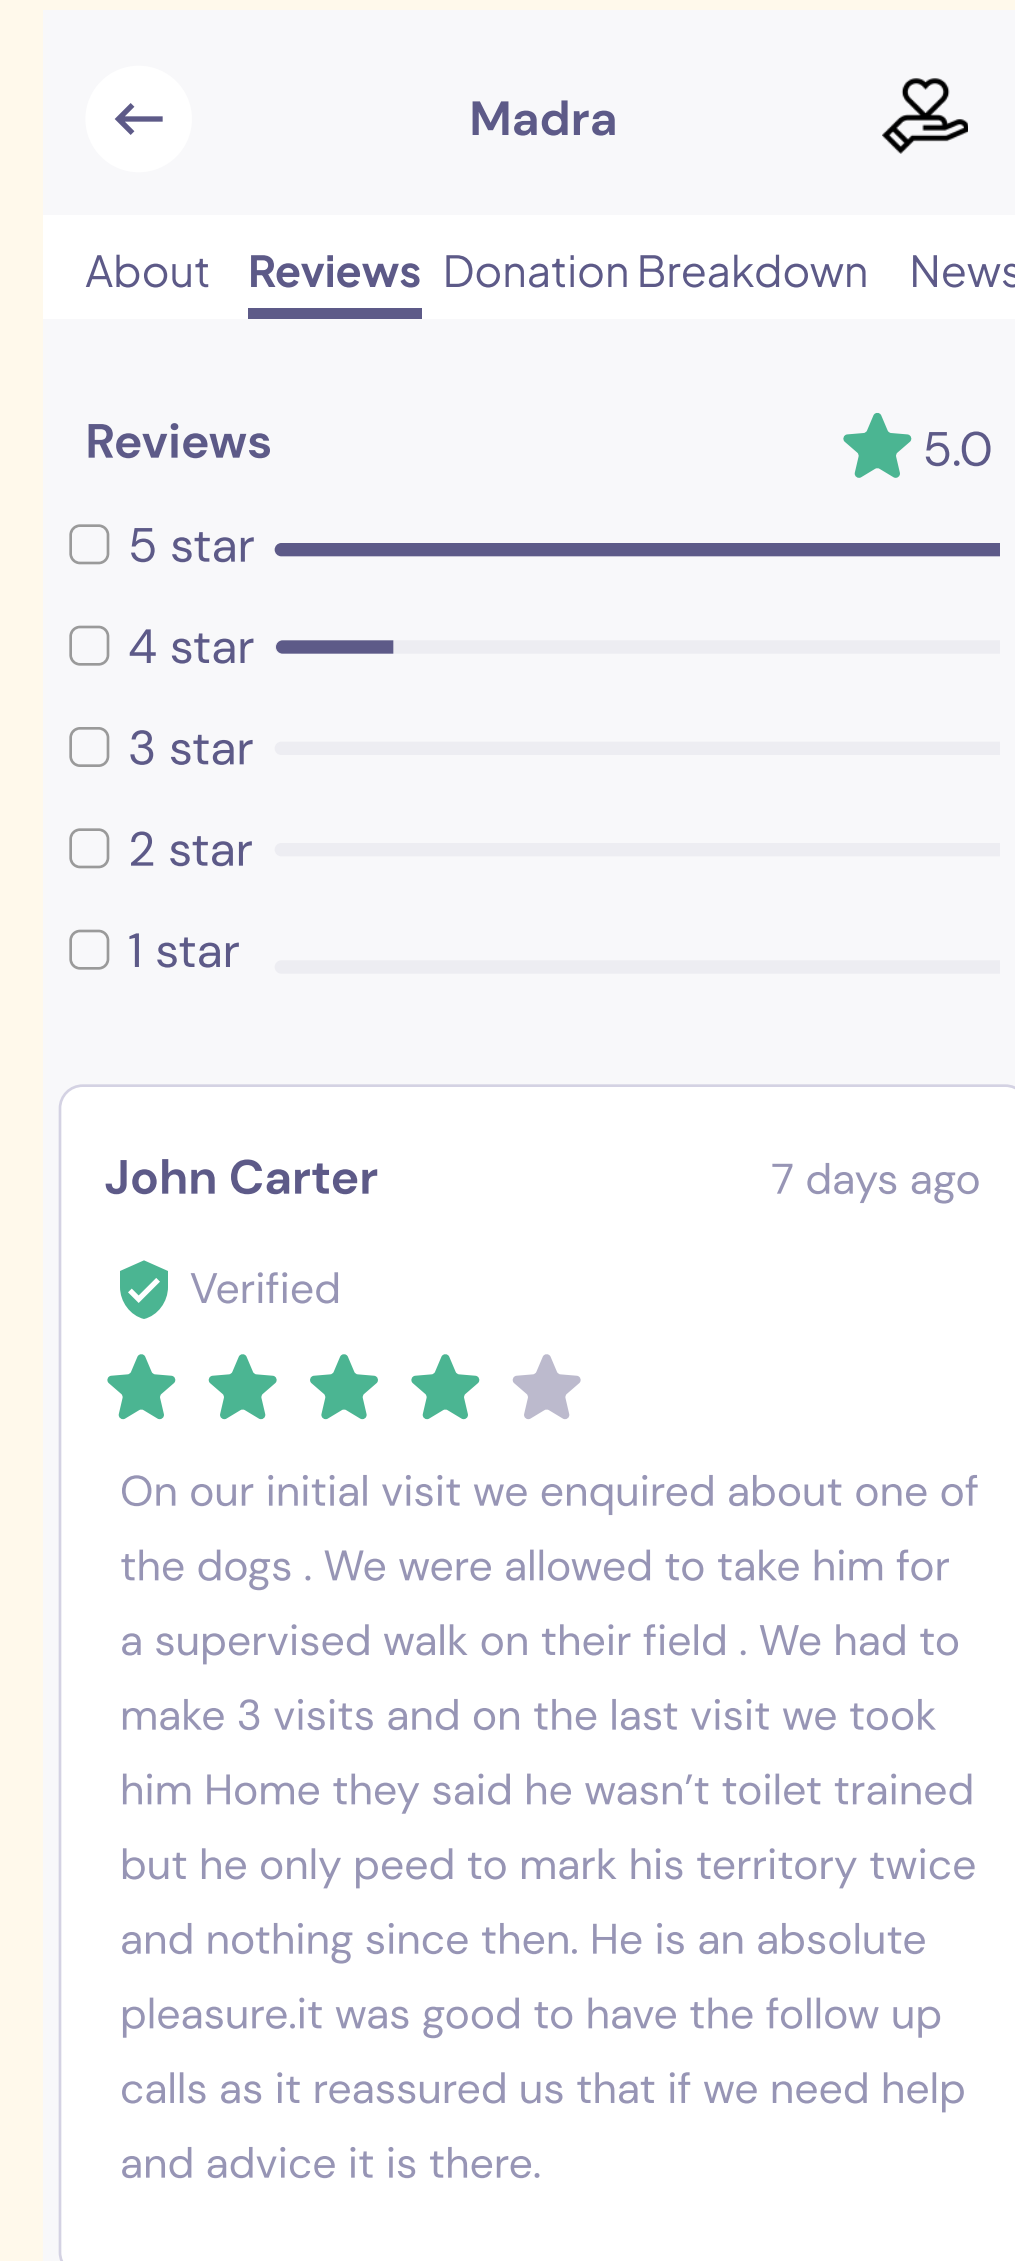 Madra
About Reviews Donation Breakdown News
Reviews 5.0
5 star
4 star
3 star
2 star
1 star
John Carter 7 days ago
Verified
On our initial visit we enquired about one of
the dogs . We were allowed to take him for
a supervised walk on their field . We had to
make 3 visits and on the last visit we took
him Home they said he wasn’t toilet trained
but he only peed to mark his territory twice
and nothing since then. He is an absolute
pleasure.it was good to have the follow up
calls as it reassured us that if we need help
and advice it is there.